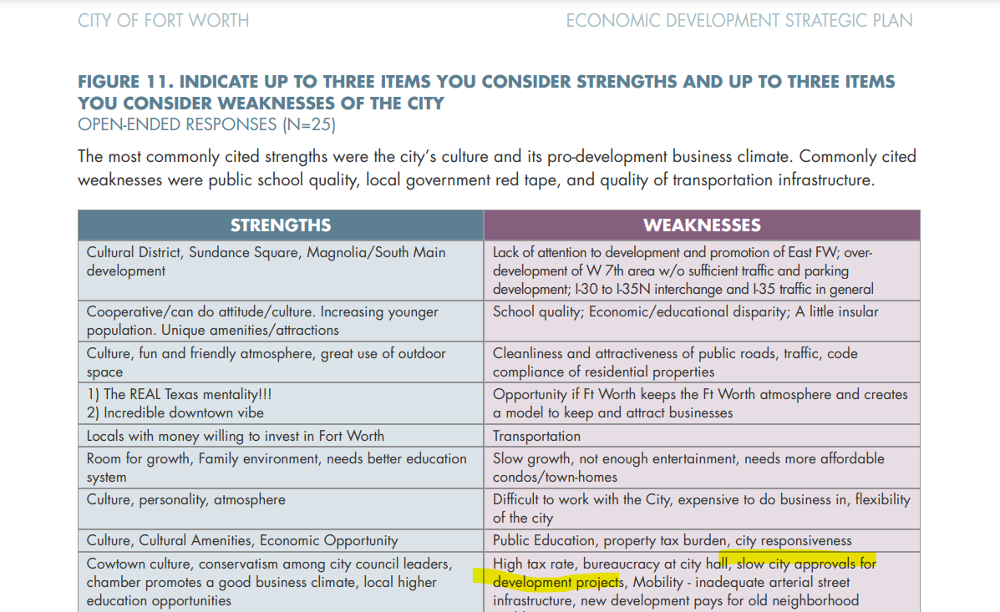 CITY OF FORT WORTH
ECONOMIC DEVELOPMENT STRATEGIC PLAN
FIGURE 11. INDICATE UP TO THREE ITEMS YOU CONSIDER STRENGTHS AND UP TO THREE ITEMS
YOU CONSIDER WEAKNESSES OF THE CITY
OPEN-ENDED RESPONSES (N=25)
The most commonly cited strengths were the city's culture and its pro-development business climate. Commonly cited
weaknesses were public school quality, local government red tape, and quality of transportation infrastructure.
STRENGTHS
WEAKNESSES
Cultural District, Sundance Square, Magnolia/South Main
development
Lack of attention to development and promotion of East FW; over-
development of W 7th area w/o sufficient traffic and parking
development; I-30 to I-35N interchange and I-35 traffic in general
Cooperative/can do attitude/culture. Increasing younger
population. Unique amenities/attractions
School quality; Economic/educational disparity; A little insular
Culture, fun and friendly atmosphere, great use of outdoor
space
Cleanliness and attractiveness of public roads, traffic, code
compliance of residential properties
1) The REAL Texas mentality!!!
2) Incredible downtown vibe
Opportunity if Ft Worth keeps the Ft Worth atmosphere and creates
a model to keep and attract businesses
Locals with money willing to invest in Fort Worth
Transportation
Room for growth, Family environment, needs better education
system
Slow growth, not enough entertainment, needs more affordable
condos/town-homes
Culture, personality, atmosphere
Difficult to work with the City, expensive to do business in, flexibility
of the city
Culture, Cultural Amenities, Economic Opportunity
Public Education, property tax burden, city responsiveness
Cowtown culture, conservatism among city council leaders,
chamber promotes a good business climate, local higher
education opportunities
High tax rate, bureaucracy at city hall, slow city approvals for
development projects, Mobility - inadequate arterial street
infrastructure, new development pays for old neighborhood